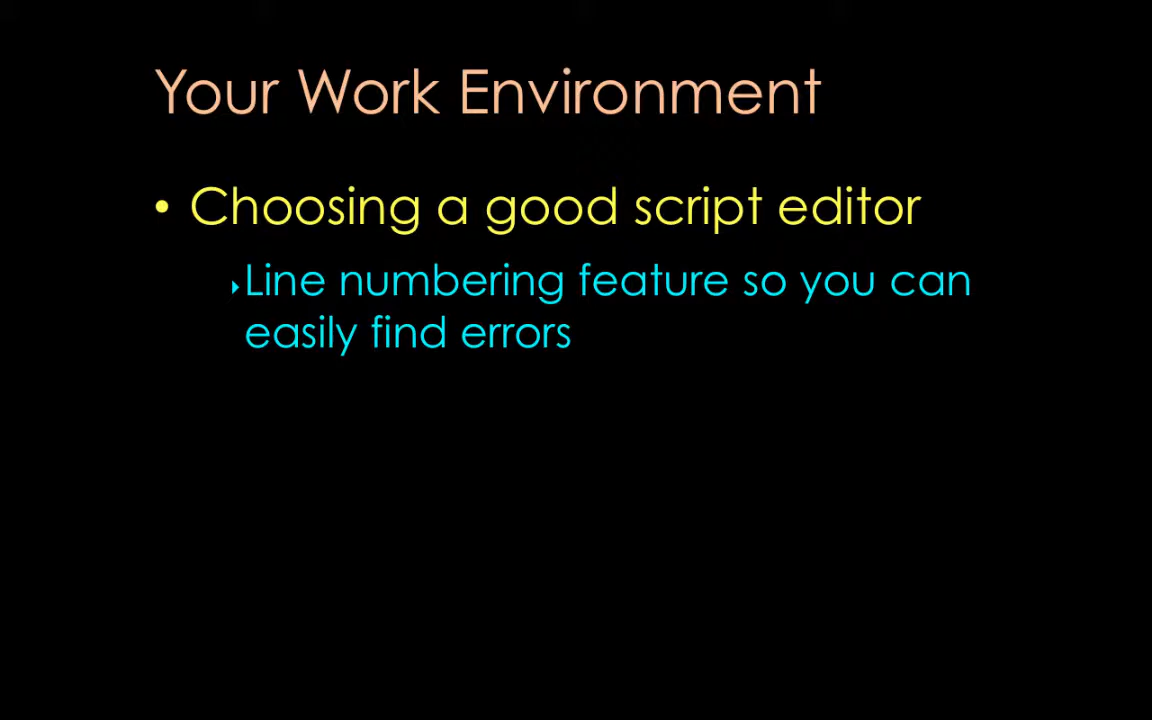 Your Work Environment
• Choosing a good script editor
Line numbering feature so you can
easily find errors